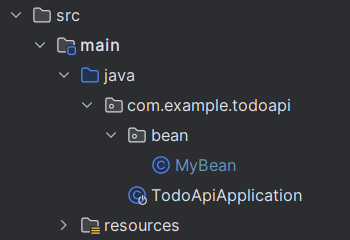 src
main
java
com.example.todoapi
bean
MyBean
TodoApiApplication
resources